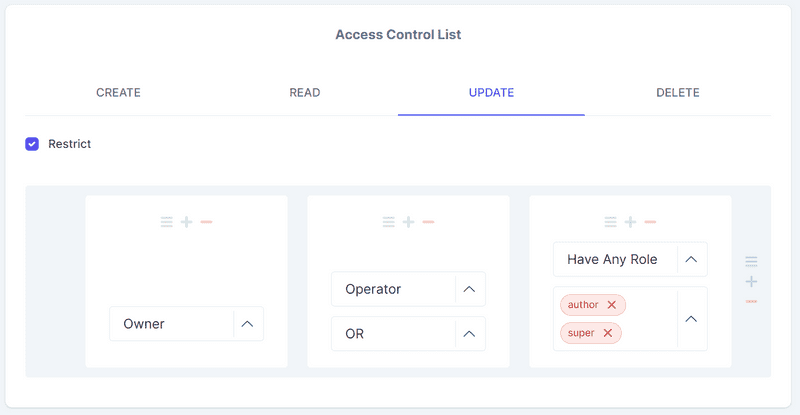 Access Control List
CREATE
READ
UPDATE
DELETE
Restrict
Owner
Operator
OR
Have Any Role
author
super